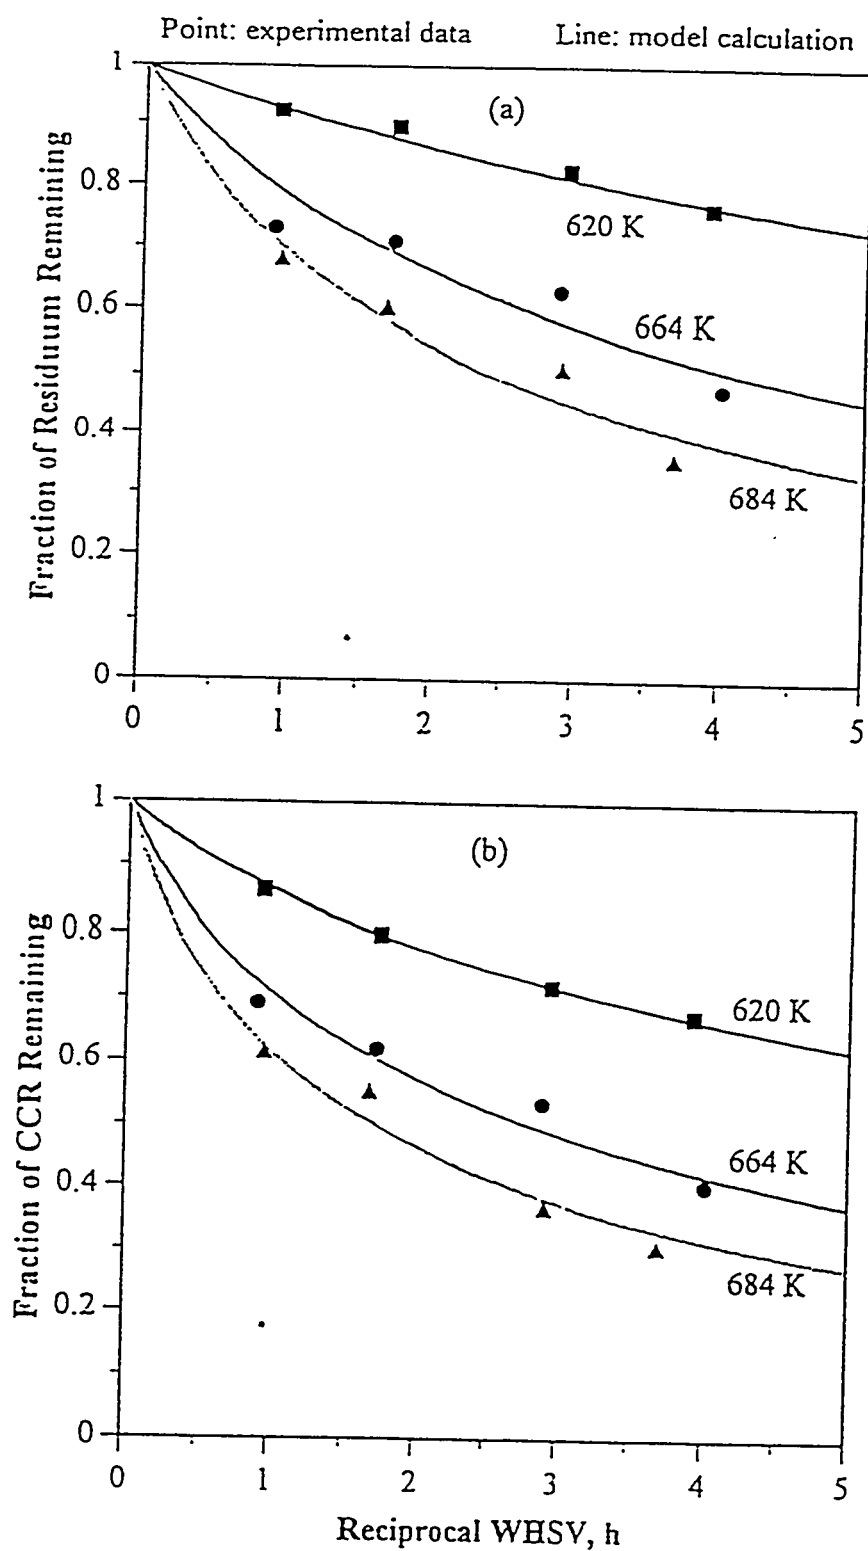 Point: experimental data Line: model calculation
(a)
Fraction of Residuum Remaining
1
0.8
0.6
0.4
0.2
0
620 K
664 K
684 K
0 1 2 3 4 5
(b)
Fraction of CCR Remaining
1
0.8
0.6
0.4
0.2
0
620 K
664 K
684 K
0 1 2 3 4 5
Reciprocal WHSV, h